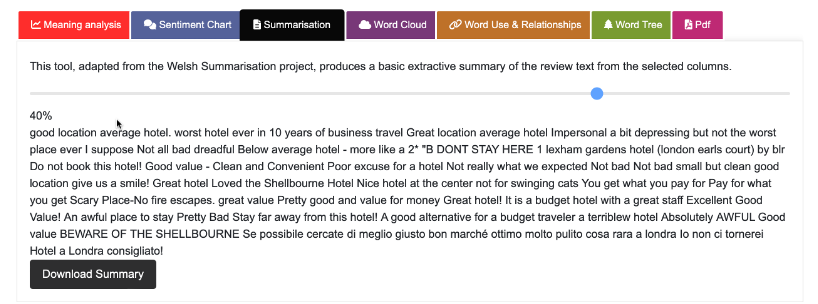 Meaning analysis Sentiment Chart Summarisation Word Cloud Word Use & Relationships Word Tree Pdf
This tool, adapted from the Welsh Summarisation project, produces a basic extractive summary of the review text from the selected columns.
40%
good location average hotel. worst hotel ever in 10 years of business travel Great location average hotel Impersonal a bit depressing but not the worst
place ever I suppose Not all bad dreadful Below average hotel - more like a 2* "B DONT STAY HERE 1 lexham gardens hotel (london earls court) by blr
Do not book this hotel! Good value - Clean and Convenient Poor excuse for a hotel Not really what we expected Not bad Not bad small but clean good
location give us a smile! Great hotel Loved the Shellbourne Hotel Nice hotel at the center not for swinging cats You get what you pay for Pay for what
you get Scary Place-No fire escapes. great value Pretty good and value for money Great hotel! It is a budget hotel with a great staff Excellent Good
Value! An awful place to stay Pretty Bad Stay far away from this hotel! A good alternative for a budget traveler a terriblew hotel Absolutely AWFUL Good
value BEWARE OF THE SHELLBOURNE Se possibile cercate di meglio giusto bon marché ottimo molto pulito cosa rara a londra Io non ci tornerei
Hotel a Londra consigliato!
Download Summary